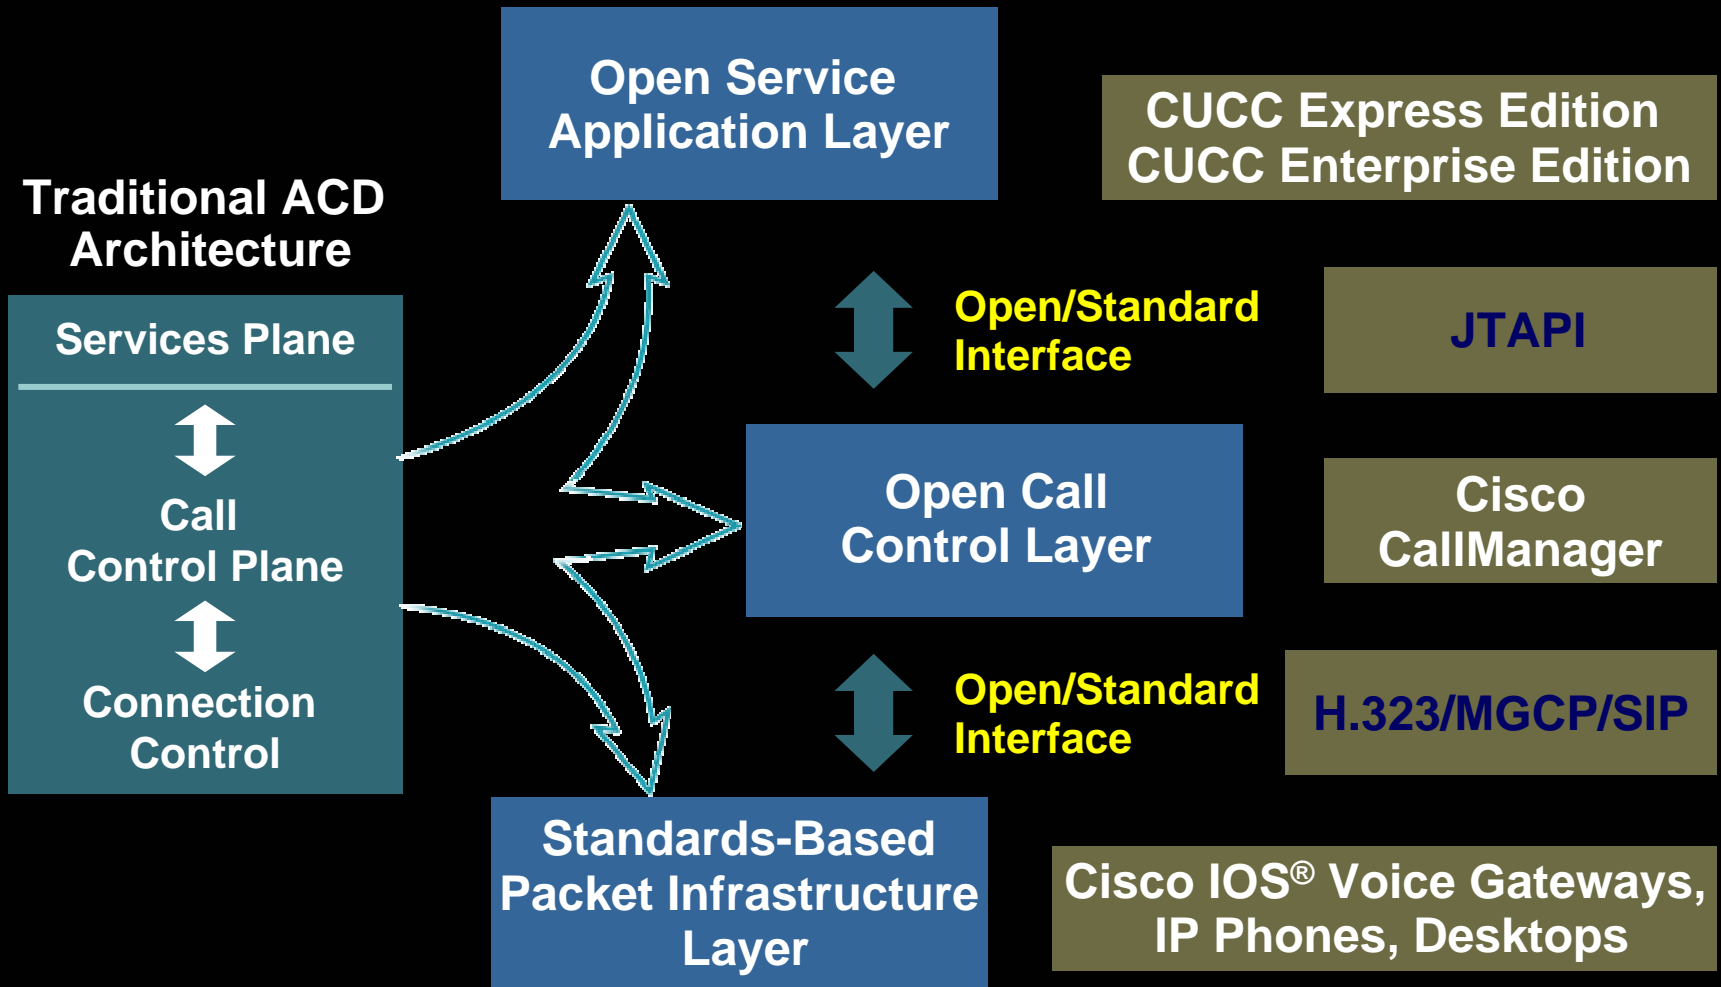 Traditional ACD
Architecture
Services Plane
Call
Control Plane
Connection
Control
Open Service
Application Layer
CUCC Express Edition
CUCC Enterprise Edition
Open/Standard
Interface
JTAPI
Open Call
Control Layer
Cisco
CallManager
Open/Standard
Interface
H.323/MGCP/SIP
Standards-Based
Packet Infrastructure
Layer
Cisco IOS® Voice Gateways,
IP Phones, Desktops